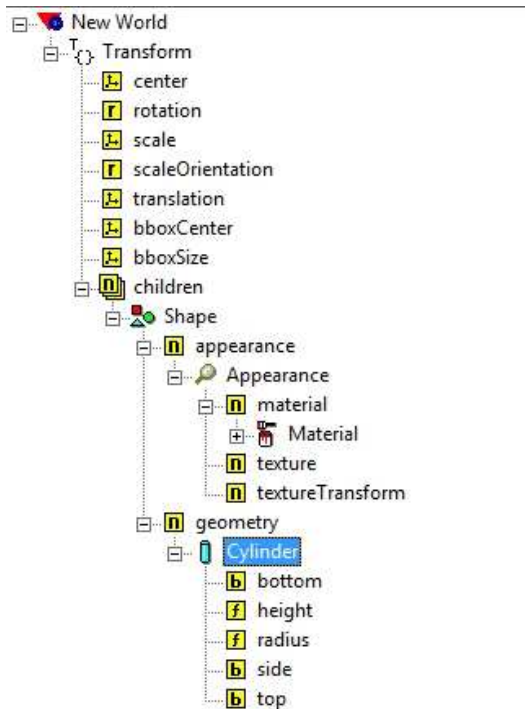 New World
T
Transform
center
r rotation
scale
r scaleOrientation
translation
bboxCenter
bboxSize
n children
Shape
n appearance
Appearance
n material
Material
n texture
n textureTransform
n geometry
Cylinder
b bottom
f height
f radius
b side
b top